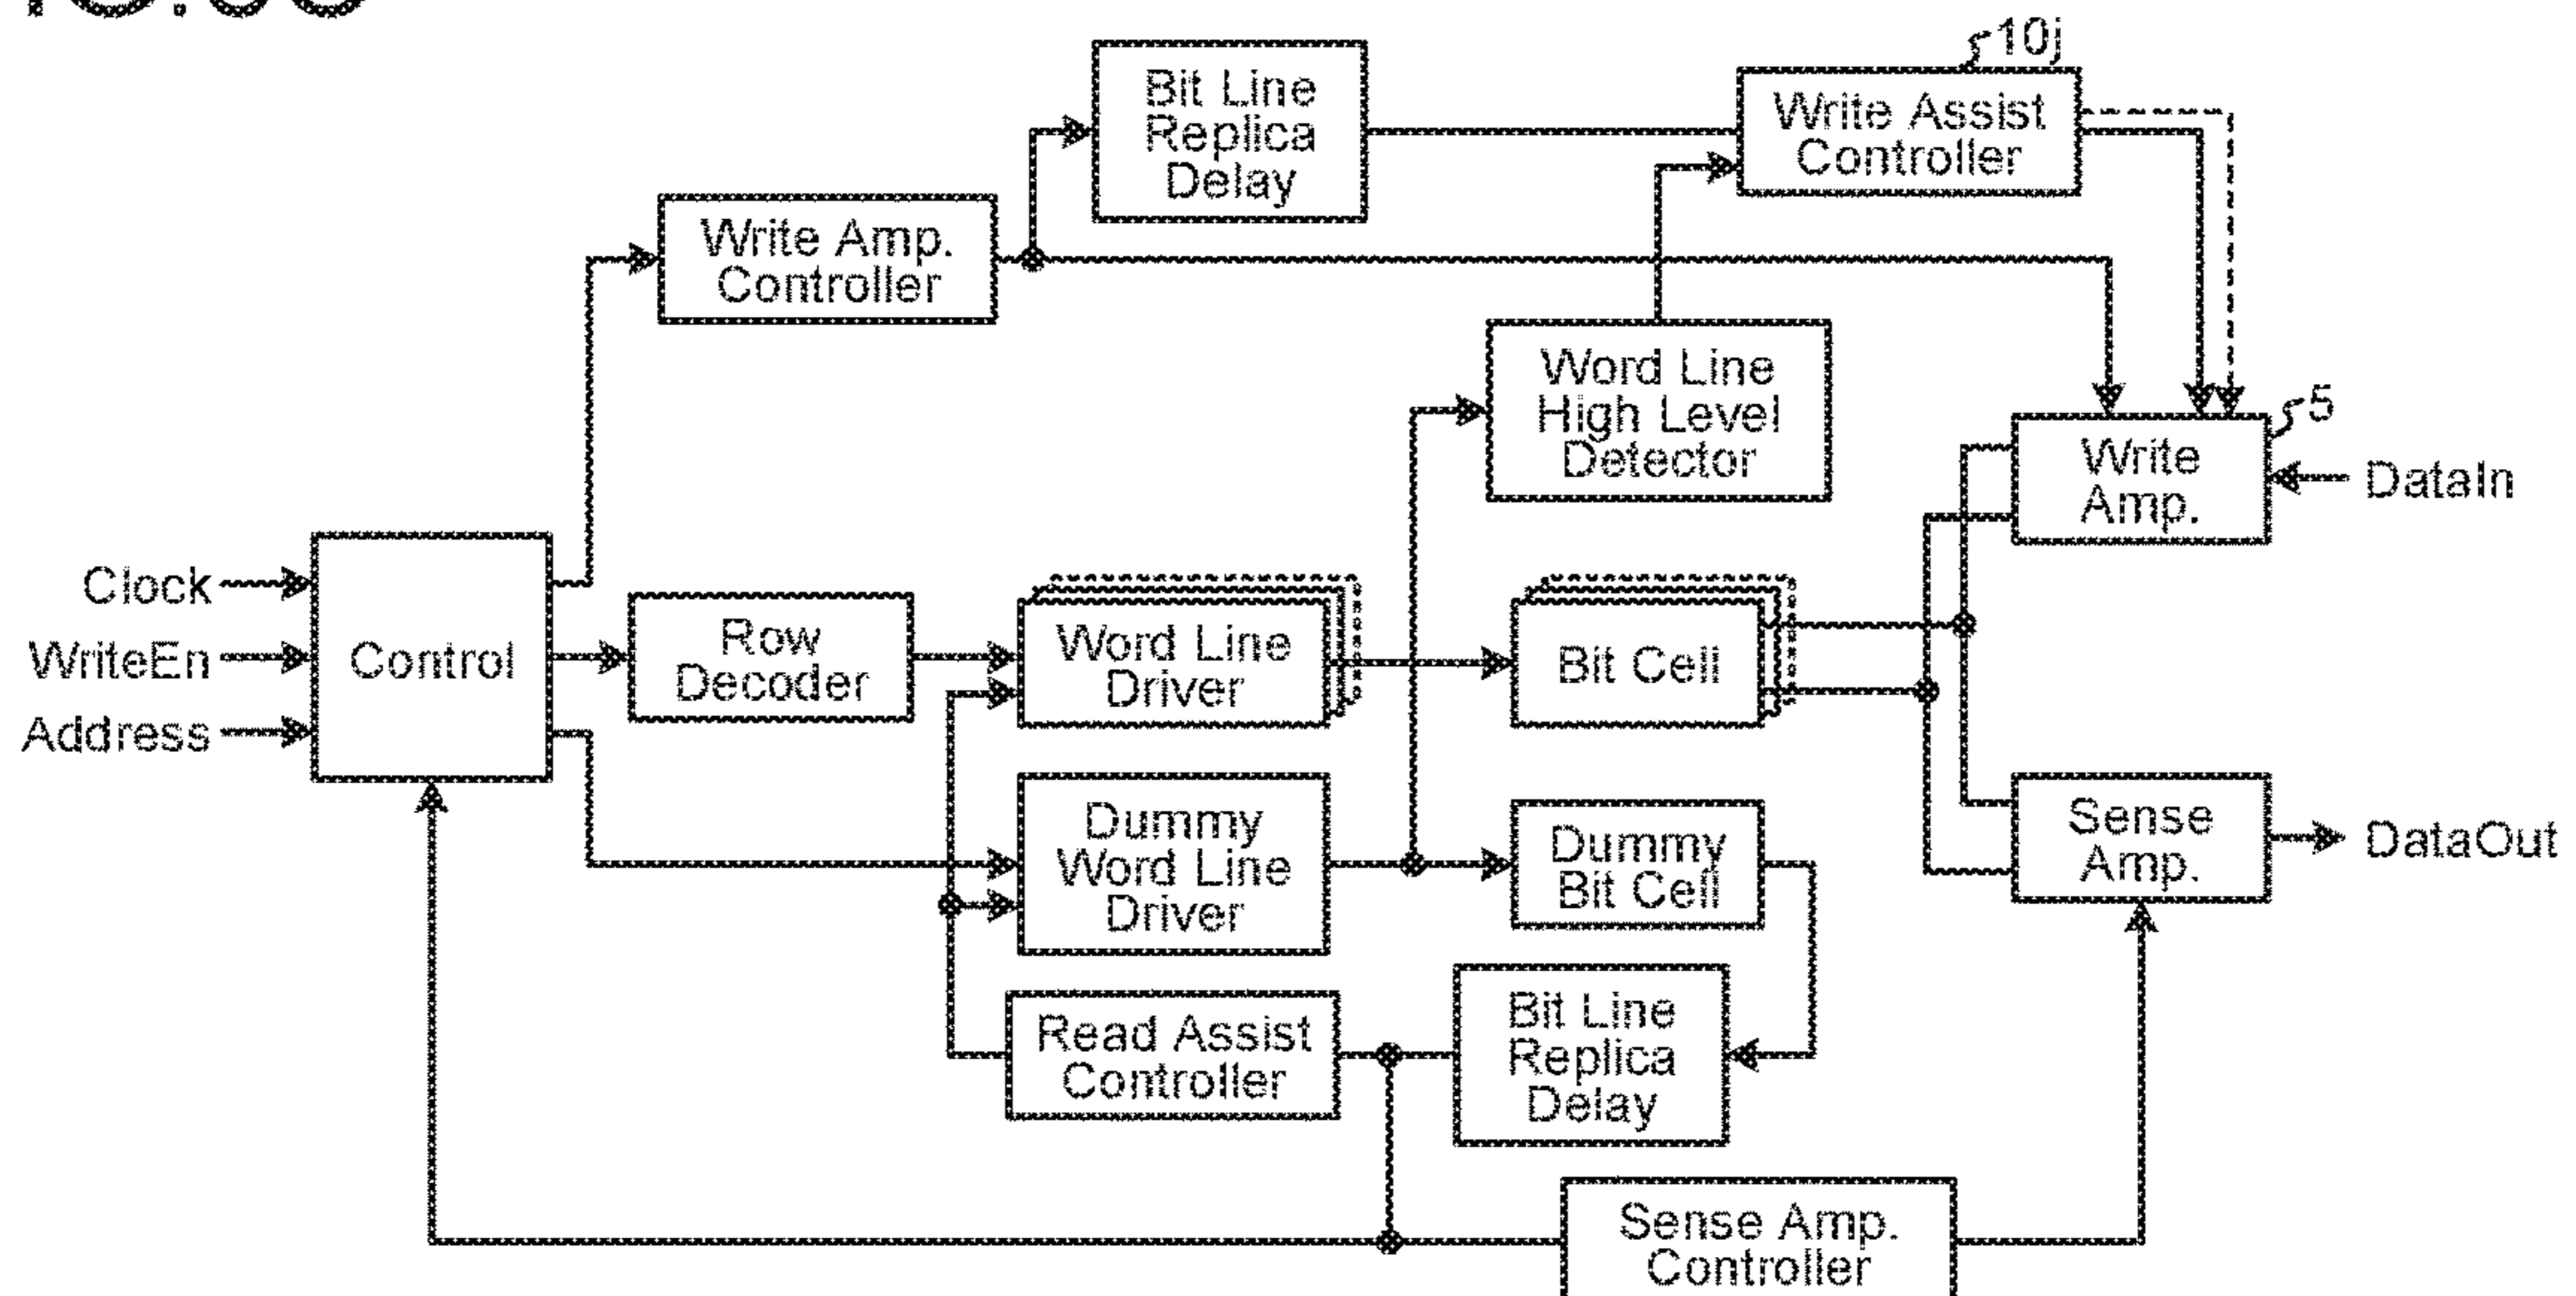 10j
Bit Line
Replica
Delay
Write Assist
Controller
Write Amp.
Controller
Word Line
High Level
Detector
5
Write
Amp.
DataIn
Clock
WriteEn
Address
Control
Row
Decoder
Word Line
Driver
Bit Cell
Dummy
Word Line
Driver
Dummy
Bit Cell
Sense
Amp.
DataOut
Read Assist
Controller
Bit Line
Replica
Delay
Sense Amp.
Controller